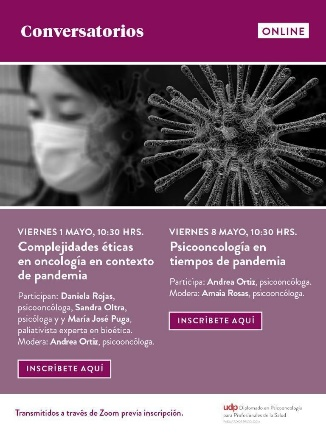 Conversatorios
ONLINE
VIERNES 1 MAYO, 10:30 HRS.
Complejidades éticas
en oncología en contexto
de pandemia
Participan: Daniela Rojas,
psicooncóloga, Sandra Oltra,
psicóloga y y María José Puga,
paliativista experta en bioética.
Modera: Andrea Ortiz, psicooncóloga.
INSCRÍBETE AQUÍ
VIERNES 8 MAYO, 10:30 HRS.
Psicooncología en
tiempos de pandemia
Participa: Andrea Ortiz, psicooncóloga.
Modera: Amaia Rosas, psicooncóloga.
INSCRÍBETE AQUÍ
Transmitidos a través de Zoom previa inscripción.
udp Diplomado en Psicooncología
para Profesionales de la Salud